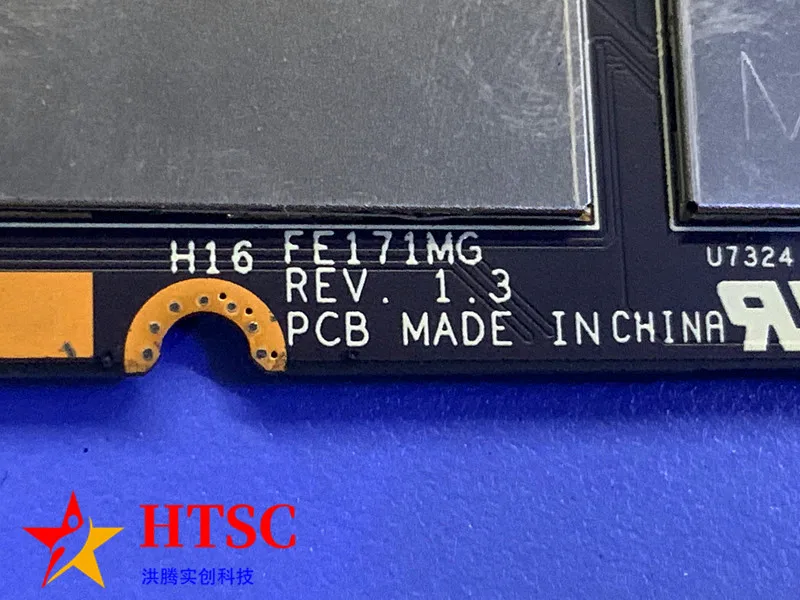 H16 FE171MG
REV. 1.3
PCB MADE IN CHINA
U7324
M
HTSC
洪腾实创科技